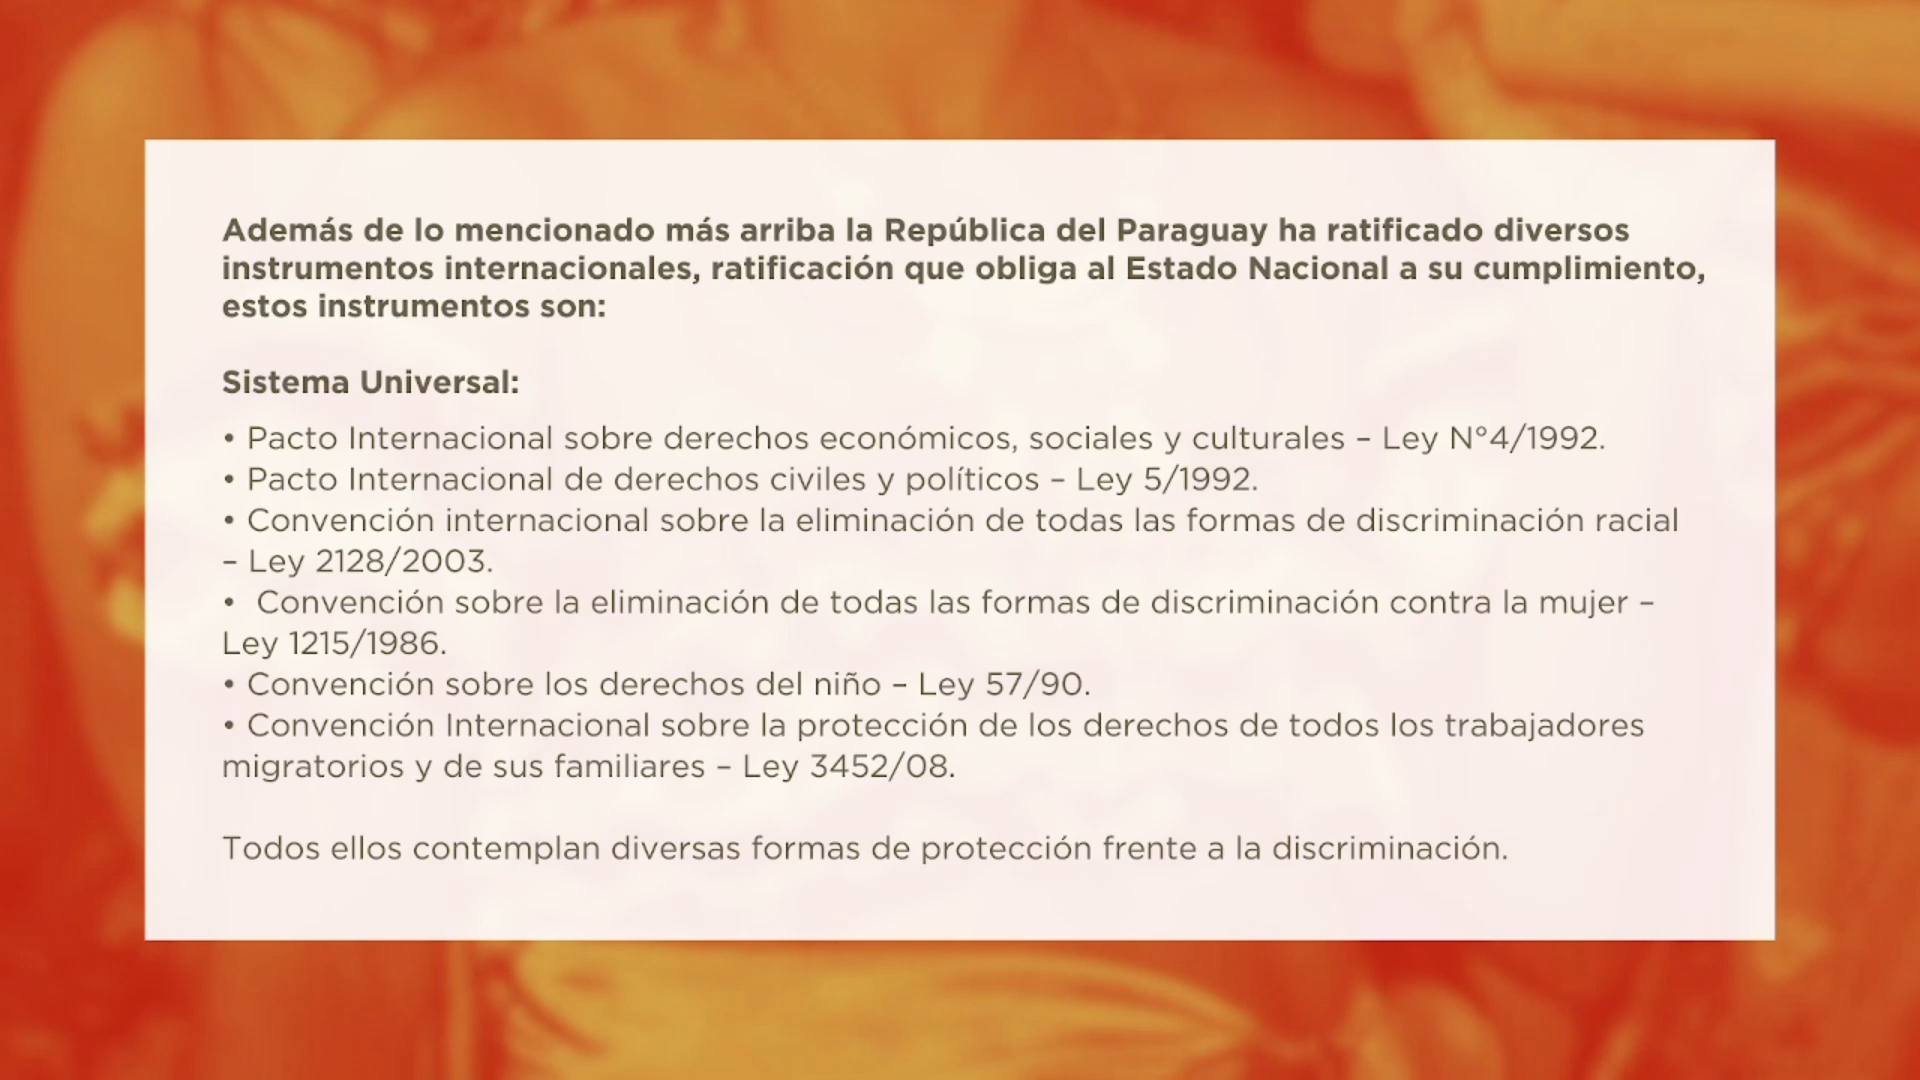 Además de lo mencionado más arriba la República del Paraguay ha ratificado diversos
instrumentos internacionales, ratificación que obliga al Estado Nacional a su cumplimiento,
estos instrumentos son:
Sistema Universal:
• Pacto Internacional sobre derechos económicos, sociales y culturales – Ley N°4/1992.
• Pacto Internacional de derechos civiles y políticos – Ley 5/1992.
• Convención internacional sobre la eliminación de todas las formas de discriminación racial
– Ley 2128/2003.
• Convención sobre la eliminación de todas las formas de discriminación contra la mujer –
Ley 1215/1986.
• Convención sobre los derechos del niño – Ley 57/90.
• Convención Internacional sobre la protección de los derechos de todos los trabajadores
migratorios y de sus familiares – Ley 3452/08.
Todos ellos contemplan diversas formas de protección frente a la discriminación.